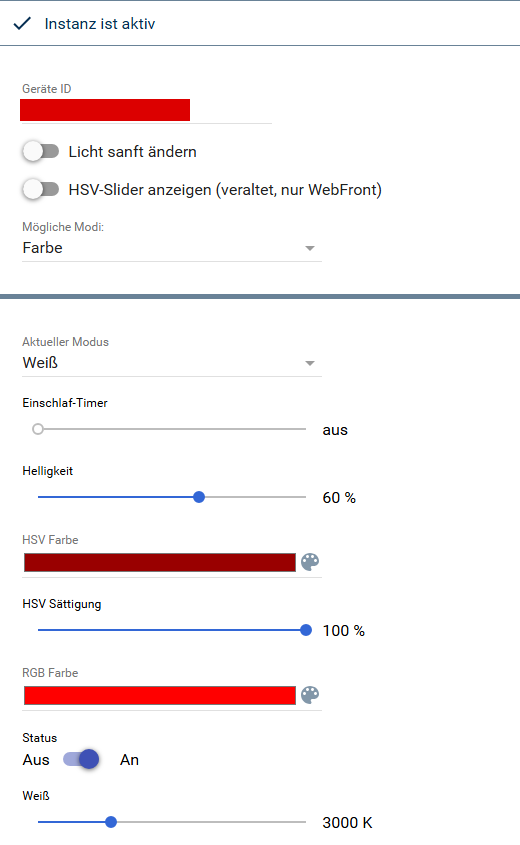 Instanz ist aktiv
Geräte ID
Licht sanft ändern
HSV-Slider anzeigen (veraltet, nur WebFront)
Mögliche Modi:
Farbe
Aktueller Modus
Weiß
Einschlaf-Timer
aus
Helligkeit
60 %
HSV Farbe
HSV Sättigung
100 %
RGB Farbe
Status
Aus An
Weiß
3000 K